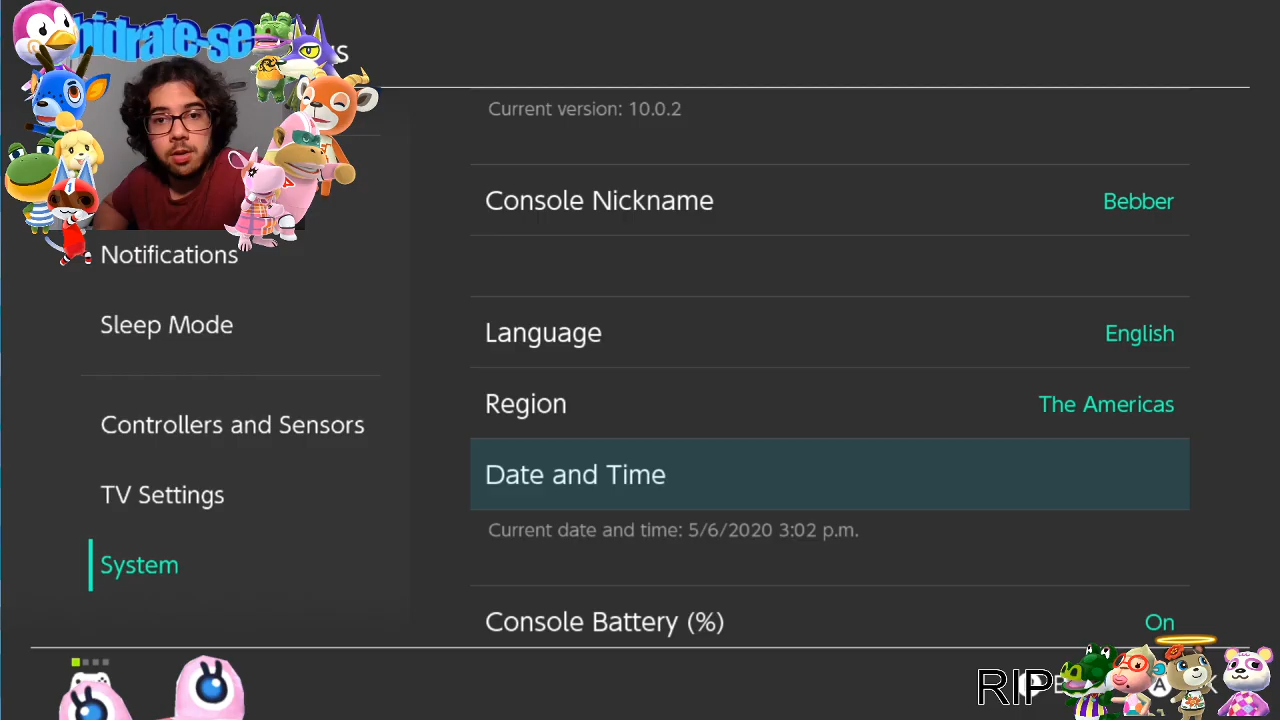 hidrate-se
Current version: 10.0.2
Console Nickname
Bebber
Notifications
Sleep Mode
Language
English
Region
The Americas
Controllers and Sensors
Date and Time
TV Settings
Current date and time: 5/6/2020 3:02 p.m.
System
Console Battery (%)
On
RIP